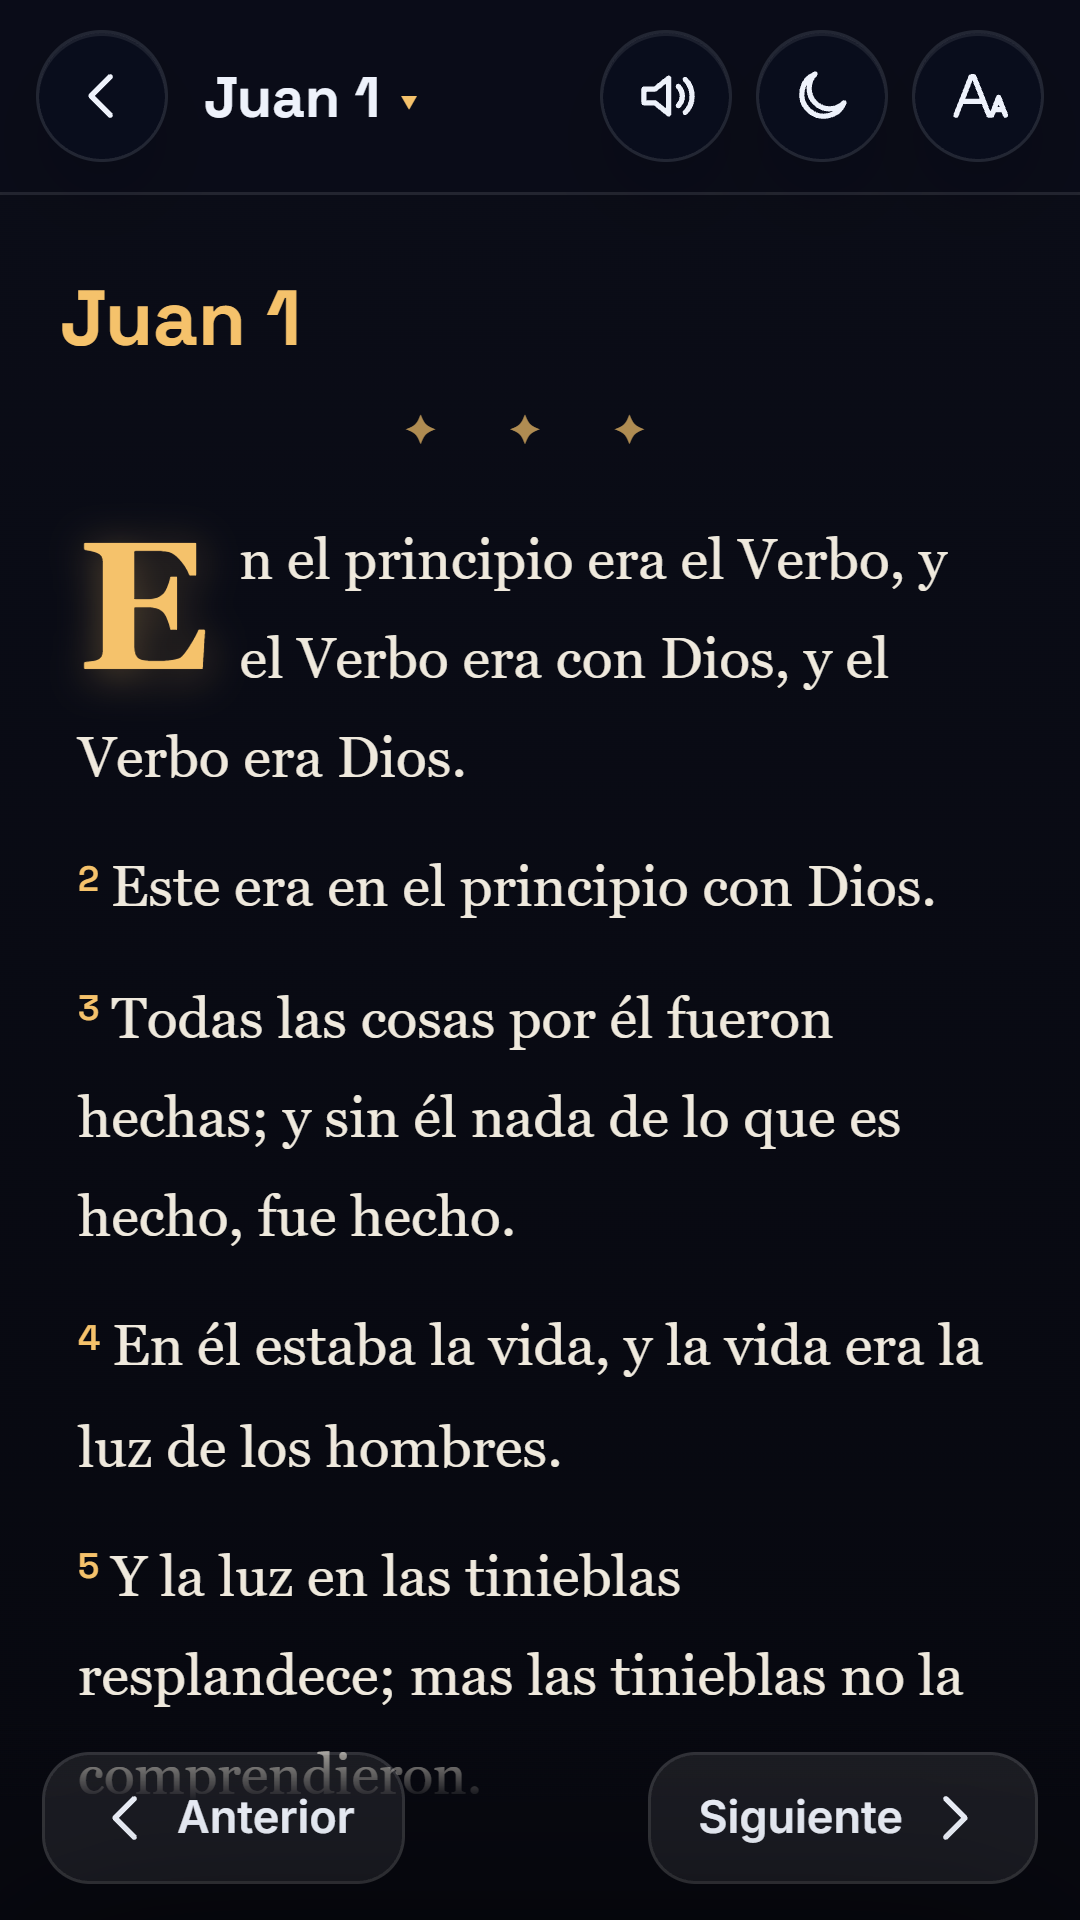 Juan 1
Juan 1
En el principio era el Verbo, y
el Verbo era con Dios, y el
Verbo era Dios.
2 Este era en el principio con Dios.
3 Todas las cosas por él fueron
hechas; y sin él nada de lo que es
hecho, fue hecho.
4 En él estaba la vida, y la vida era la
luz de los hombres.
5 Y la luz en las tinieblas
resplandece; mas las tinieblas no la
comprendieron.
Anterior
Siguiente